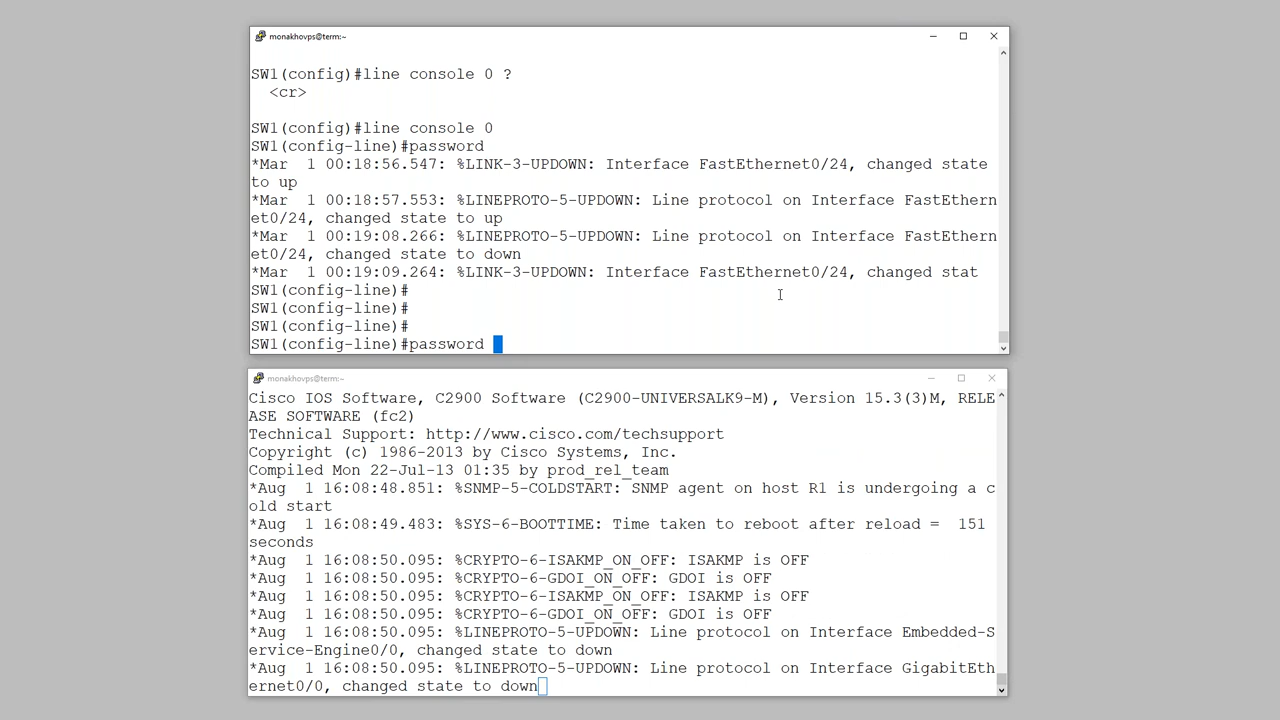 monakhovps@term:~
SW1(config)#line console 0 ?
<cr>
SW1(config)#line console 0
SW1(config-line)#password
*Mar  1 00:18:56.547: %LINK-3-UPDOWN: Interface FastEthernet0/24, changed state
to up
*Mar  1 00:18:57.553: %LINEPROTO-5-UPDOWN: Line protocol on Interface FastEthern
et0/24, changed state to up
*Mar  1 00:19:08.266: %LINEPROTO-5-UPDOWN: Line protocol on Interface FastEthern
et0/24, changed state to down
*Mar  1 00:19:09.264: %LINK-3-UPDOWN: Interface FastEthernet0/24, changed stat
SW1(config-line)#
SW1(config-line)#
SW1(config-line)#
SW1(config-line)#password
monakhovps@term:~
Cisco IOS Software, C2900 Software (C2900-UNIVERSALK9-M), Version 15.3(3)M, RELE
ASE SOFTWARE (fc2)
Technical Support: http://www.cisco.com/techsupport
Copyright (c) 1986-2013 by Cisco Systems, Inc.
Compiled Mon 22-Jul-13 01:35 by prod_rel_team
*Aug  1 16:08:48.851: %SNMP-5-COLDSTART: SNMP agent on host R1 is undergoing a c
old start
*Aug  1 16:08:49.483: %SYS-6-BOOTTIME: Time taken to reboot after reload =  151
seconds
*Aug  1 16:08:50.095: %CRYPTO-6-ISAKMP_ON_OFF: ISAKMP is OFF
*Aug  1 16:08:50.095: %CRYPTO-6-GDOI_ON_OFF: GDOI is OFF
*Aug  1 16:08:50.095: %CRYPTO-6-ISAKMP_ON_OFF: ISAKMP is OFF
*Aug  1 16:08:50.095: %CRYPTO-6-GDOI_ON_OFF: GDOI is OFF
*Aug  1 16:08:50.095: %LINEPROTO-5-UPDOWN: Line protocol on Interface Embedded-S
ervice-Engine0/0, changed state to down
*Aug  1 16:08:50.095: %LINEPROTO-5-UPDOWN: Line protocol on Interface GigabitEth
ernet0/0, changed state to down